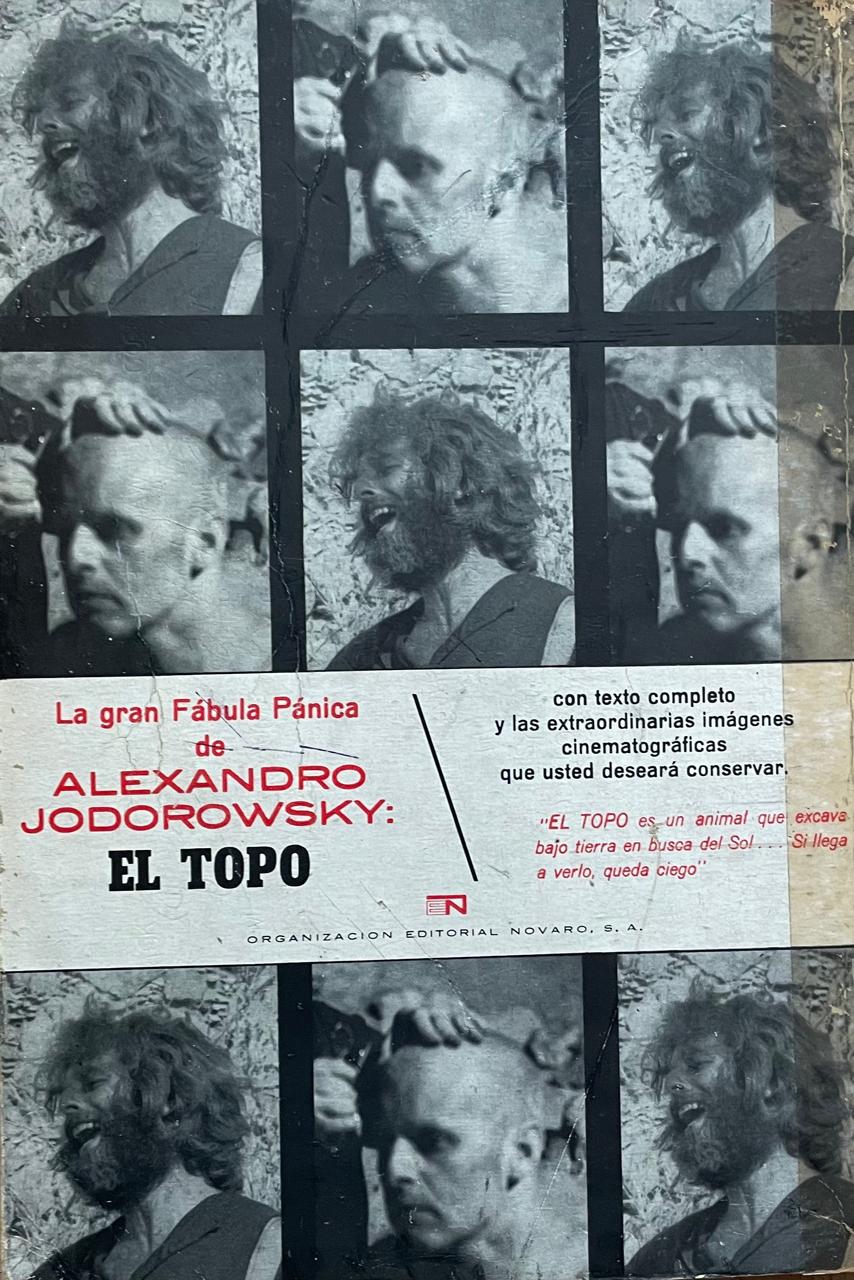 La gran Fábula Pánica
de
ALEXANDRO
JODOROWSKY:
EL TOPO
con texto completo
y las extraordinarias imágenes
cinematográficas
que usted deseará conservar.
"EL TOPO es un animal que excava
bajo tierra en busca del Sol... Si llega
a verlo, queda ciego"
EN
ORGANIZACION EDITORIAL NOVARO, S. A.